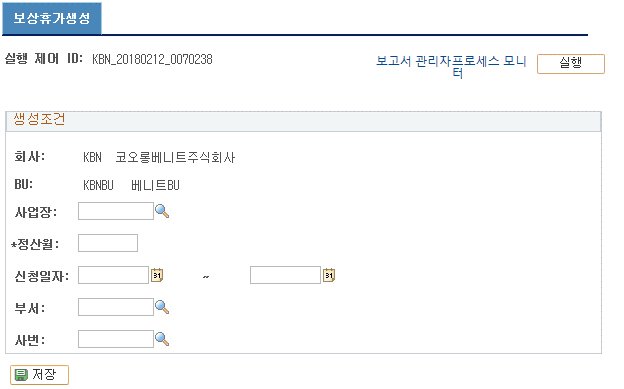 보상휴가생성
실행 제어 ID: KBN_20180212_0070238
보고서 관리자프로세스 모니
터
실행
생성조건
회사: KBN 코오롱베니트주식회사
BU: KBNBU 베니트BU
사업장:
*정산월:
신청일자: 31 ~ 31
부서:
사번:
저장